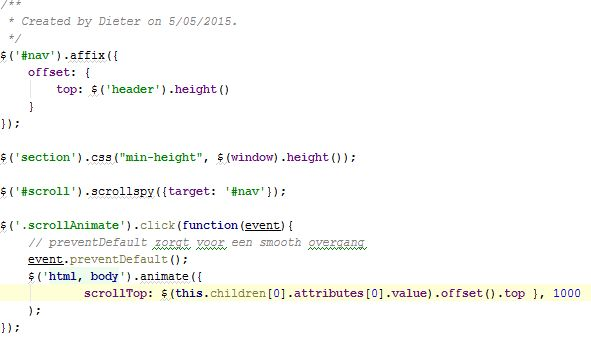 /**
* Created by Dieter on 5/05/2015.
*/
$('#nav').affix({
offset: {
top: $('header').height()
}
});
$('section').css("min-height", $(window).height());
$('#scroll').scrollspy({target: '#nav'});
$('.scrollAnimate').click(function(event){
// preventDefault zorgt voor een smooth overgang
event.preventDefault();
$('html, body').animate({
scrollTop: $(this.children[0].attributes[0].value).offset().top }, 1000
);
});